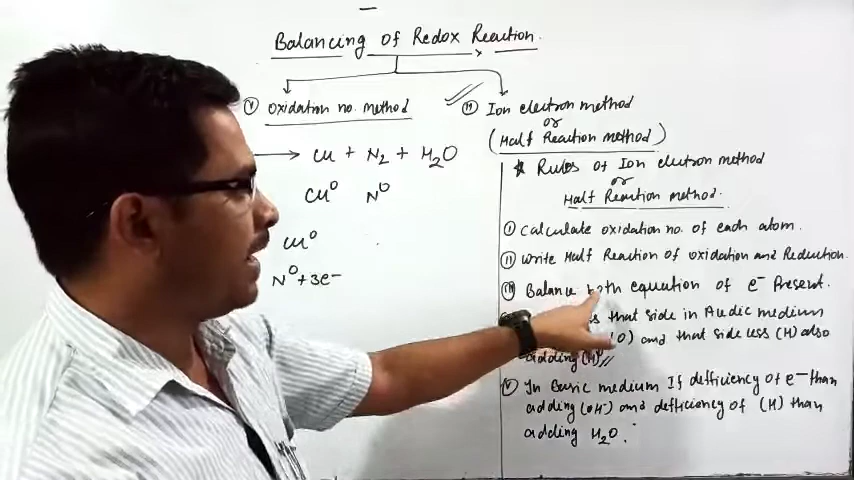 Balancing of Redox Reaction.
(I) Oxidation no. method
(II) Ion electron method
or
(Half Reaction method)
→ Cu + N2 + H2O
Cu⁰ N⁰
Cu⁰
N⁰+3e⁻
* Rules of Ion electron method
or
Half Reaction method.
(I) Calculate oxidation no. of each atom.
(II) Write Half Reaction of oxidation and Reduction.
(III) Balance both equation of e⁻ Present.
that side in Acidic medium
(O) and that side less (H) also
adding (H)
(V) In Basic medium If defficiency of e⁻ than
adding (OH⁻) and defficiency of (H) than
adding H2O.